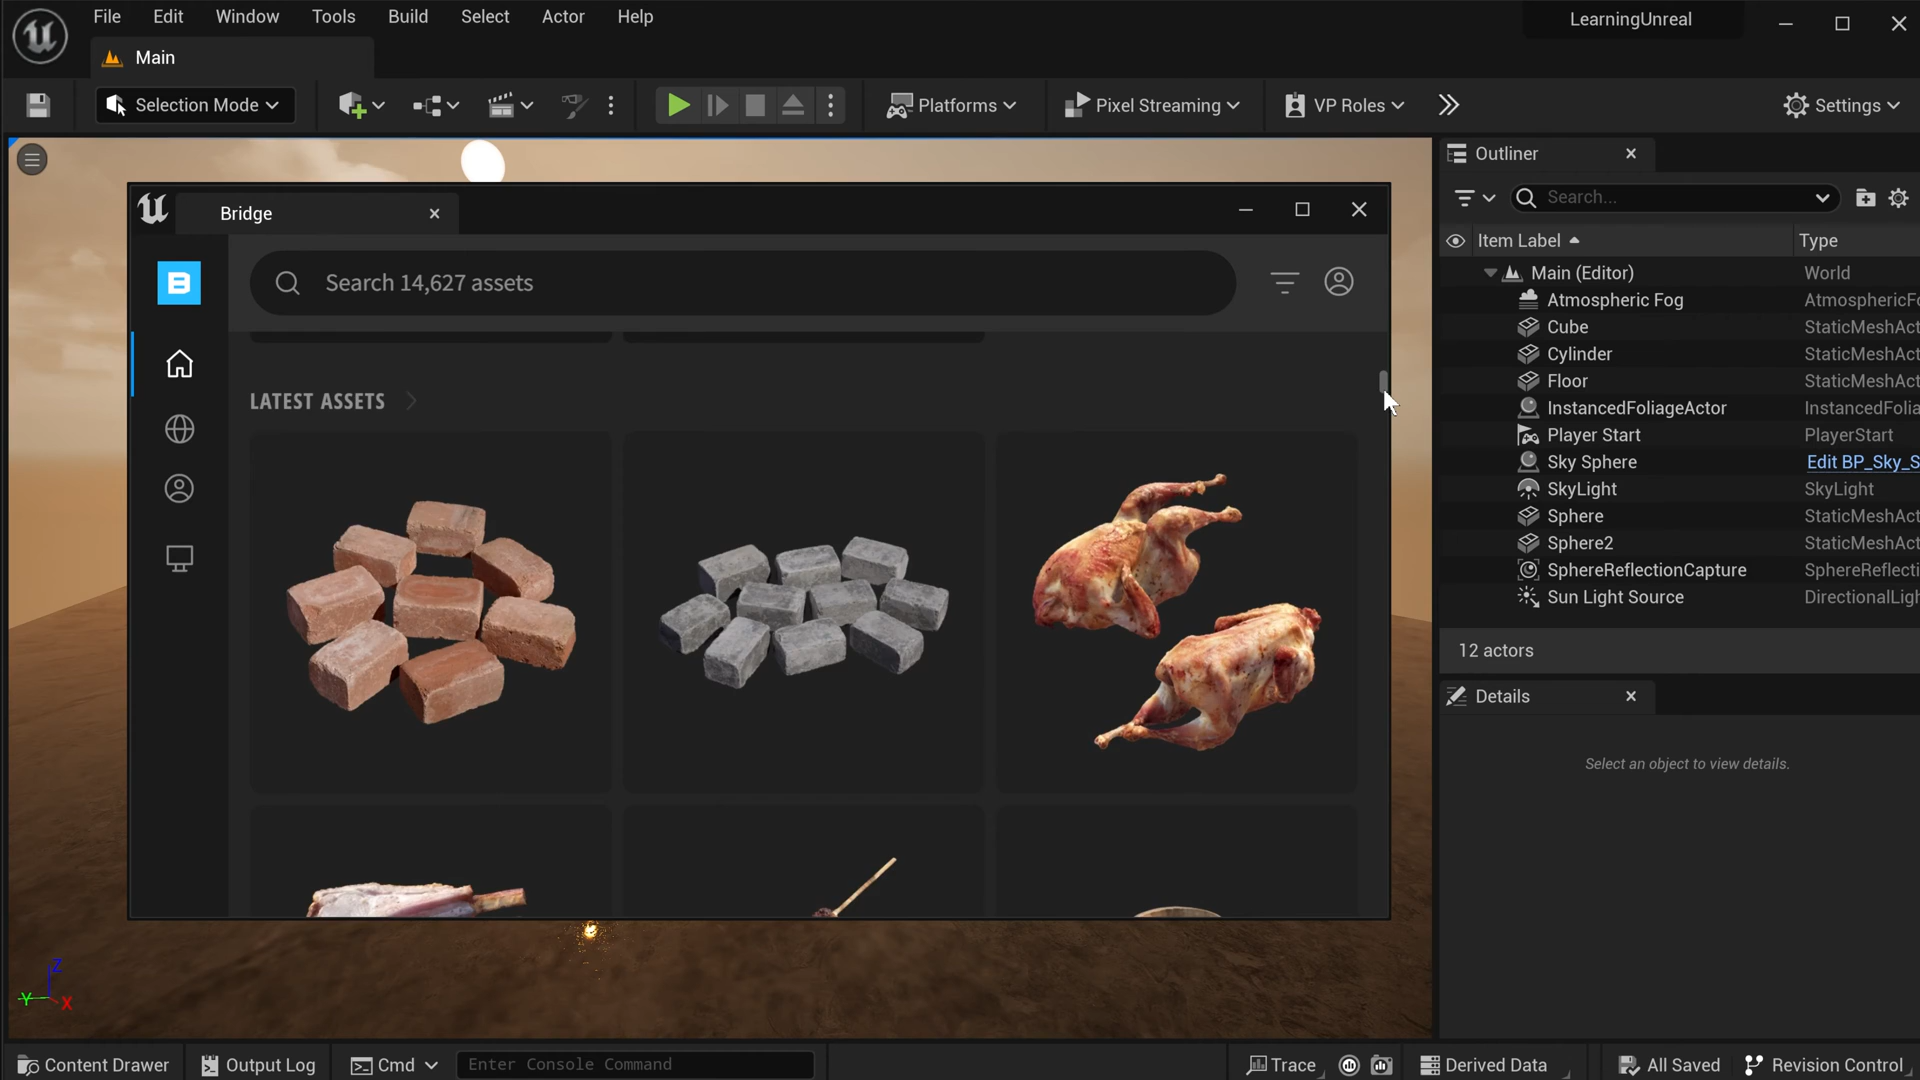 File Edit Window Tools Build Select Actor Help
LearningUnreal
Main
Selection Mode
Platforms
Pixel Streaming
VP Roles
Settings
Outliner
Search...
Item Label
Type
Main (Editor) World
Atmospheric Fog AtmosphericFo
Cube StaticMeshAct
Cylinder StaticMeshAct
Floor StaticMeshAct
InstancedFoliageActor InstancedFolia
Player Start PlayerStart
Sky Sphere Edit BP_Sky_S
SkyLight SkyLight
Sphere StaticMeshAct
Sphere2 StaticMeshAct
SphereReflectionCapture SphereReflecti
Sun Light Source DirectionalLigh
12 actors
Details
Select an object to view details.
Bridge
B
Search 14,627 assets
LATEST ASSETS
Z
Y
X
Content Drawer
Output Log
Cmd
Enter Console Command
Trace
Derived Data
All Saved
Revision Control